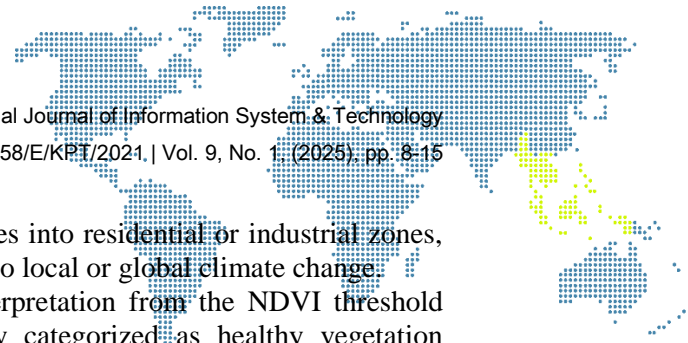 al Journal of Information System & Technology
58/E/KPT/2021 | Vol. 9, No. 1, (2025), pp. 8-15
es into residential or industrial zones,
o local or global climate change.
erpretation from the NDVI threshold
y categorized as healthy vegetation